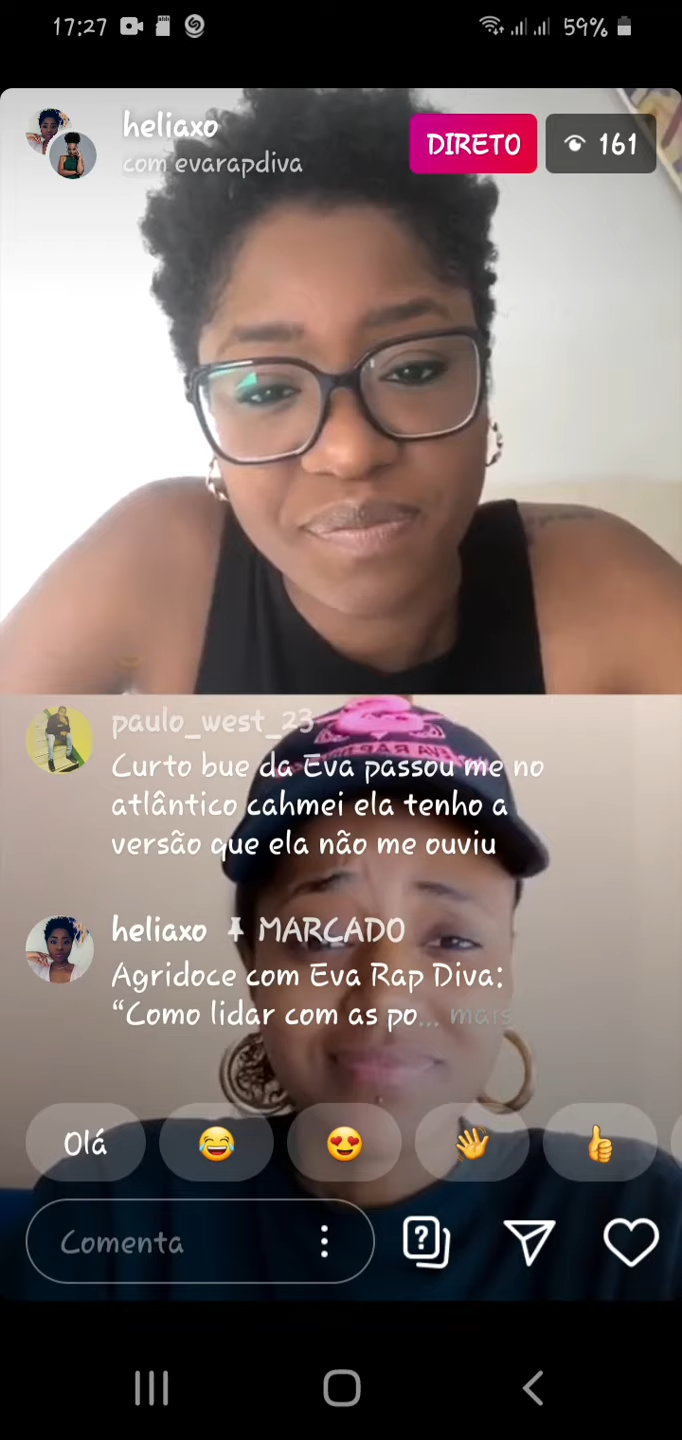 17:27
59%
heliaxo
com evarapdiva
DIRETO
161
paulo_west_23
Curto bue da Eva passou me no
atlântico cahmei ela tenho a
versão que ela não me ouviu
heliaxo MARCADO
Agridoce com Eva Rap Diva:
“Como lidar com as po... mais
Olá
Comenta